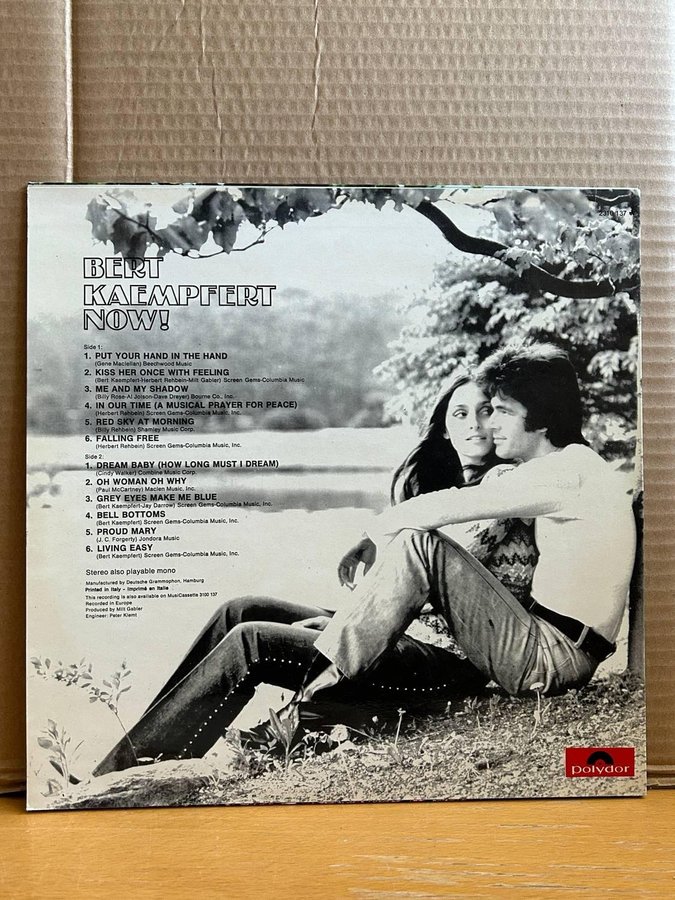 2310 137
BERT
KAEMPFERT
NOW!
Side 1:
1. PUT YOUR HAND IN THE HAND
(Gene Maclellan) Beechwood Music
2. KISS HER ONCE WITH FEELING
(Bert Kaempfert-Herbert Rehbein-Milt Gabler) Screen Gems-Columbia Music
3. ME AND MY SHADOW
(Billy Rose-Al Jolson-Dave Dreyer) Bourne Co., Inc.
4. IN OUR TIME (A MUSICAL PRAYER FOR PEACE)
(Herbert Rehbein) Screen Gems-Columbia Music, Inc.
5. RED SKY AT MORNING
(Billy Rehbein) Shamley Music Corp.
6. FALLING FREE
(Herbert Rehbein) Screen Gems-Columbia Music, Inc.
Side 2:
1. DREAM BABY (HOW LONG MUST I DREAM)
(Cindy Walker) Combine Music Corp.
2. OH WOMAN OH WHY
(Paul McCartney) Maclen Music, Inc.
3. GREY EYES MAKE ME BLUE
(Bert Kaempfert-Jay Darrow) Screen Gems-Columbia Music, Inc.
4. BELL BOTTOMS
(Bert Kaempfert) Screen Gems-Columbia Music, Inc.
5. PROUD MARY
(J. C. Forgerty) Jondora Music
6. LIVING EASY
(Bert Kaempfert) Screen Gems-Columbia Music, Inc.
Stereo also playable mono
Manufactured by Deutsche Grammophon, Hamburg
Printed in Italy - Imprimé en Italie
This recording is also available on MusiCassette 3100 137
Recorded in Europe
Produced by Milt Gabler
Engineer: Peter Klemt
polydor